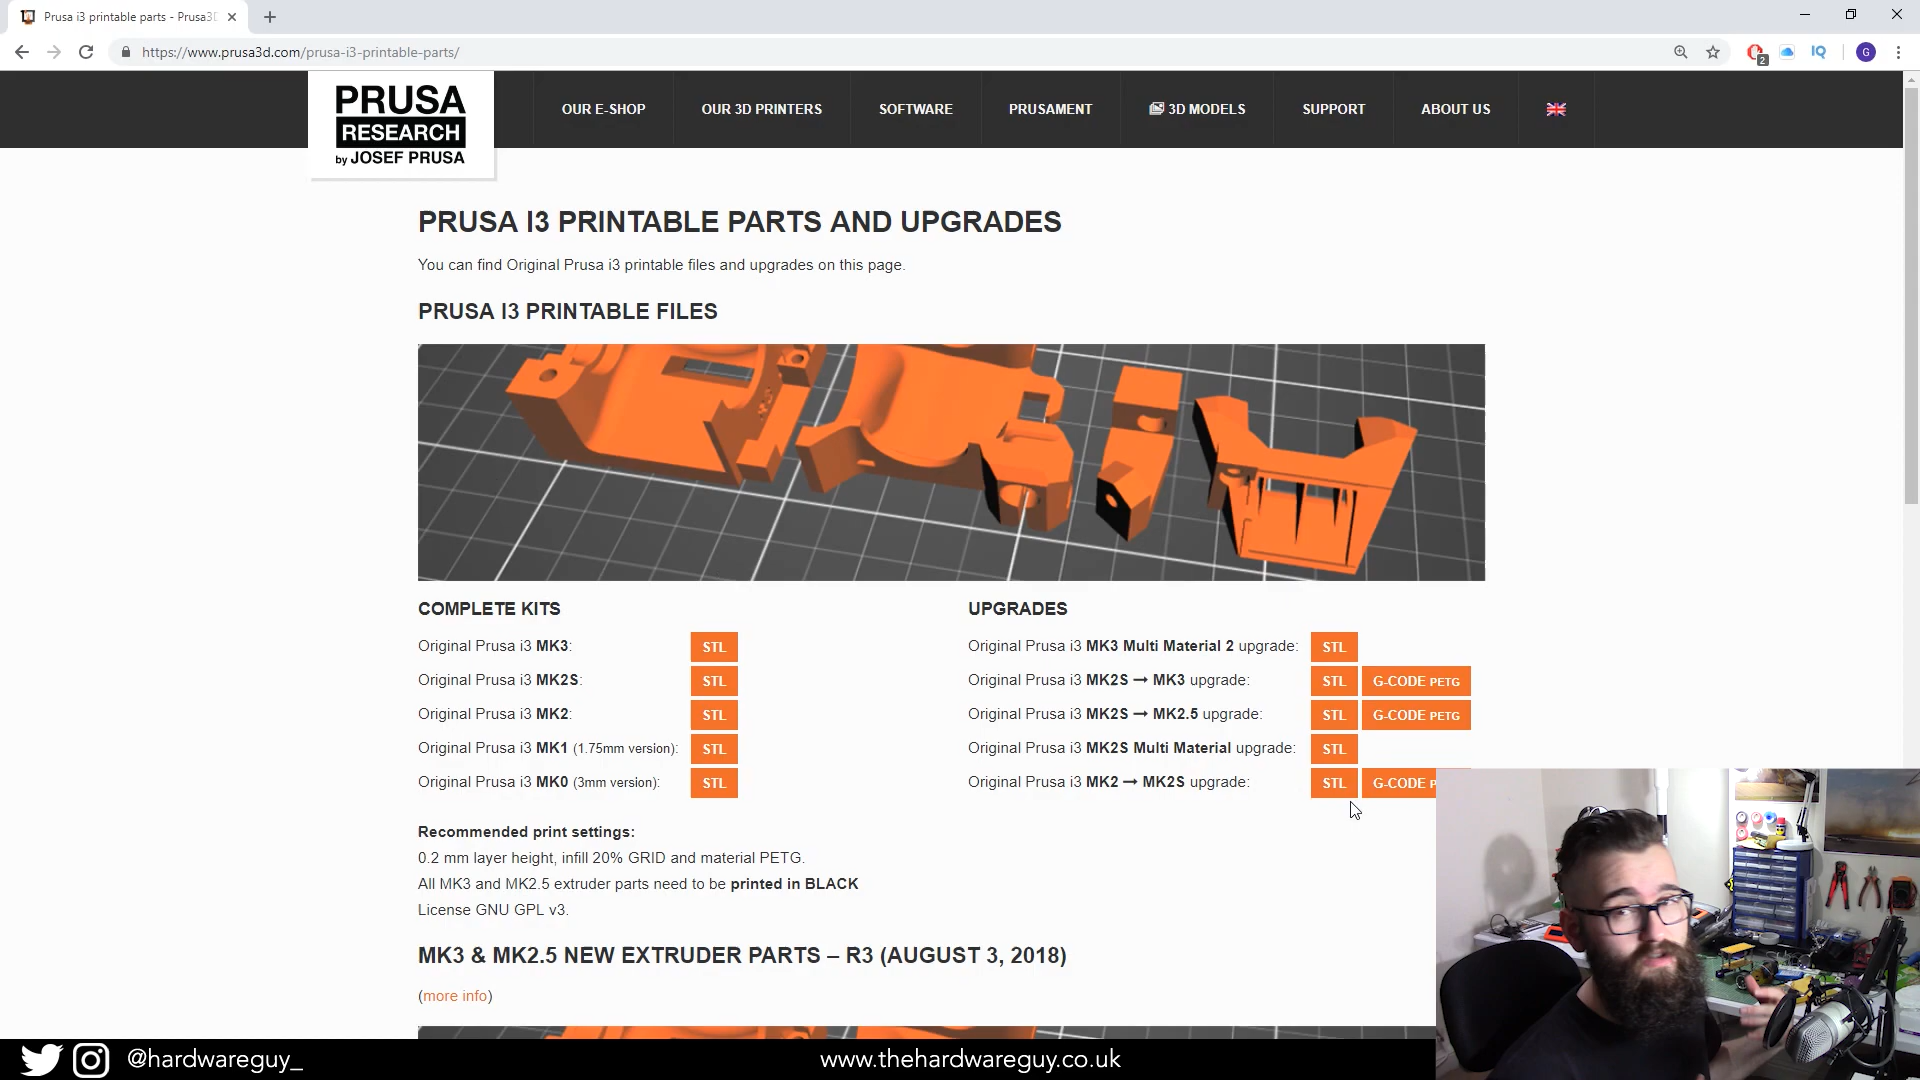 Prusa i3 printable parts - Prusa3D
https://www.prusa3d.com/prusa-i3-printable-parts/
2
IQ
G
PRUSA
RESEARCH
by JOSEF PRUSA
OUR E-SHOP
OUR 3D PRINTERS
SOFTWARE
PRUSAMENT
3D MODELS
SUPPORT
ABOUT US
PRUSA I3 PRINTABLE PARTS AND UPGRADES
You can find Original Prusa i3 printable files and upgrades on this page.
PRUSA I3 PRINTABLE FILES
COMPLETE KITS
Original Prusa i3 MK3: STL
Original Prusa i3 MK2S: STL
Original Prusa i3 MK2: STL
Original Prusa i3 MK1 (1.75mm version): STL
Original Prusa i3 MK0 (3mm version): STL
UPGRADES
Original Prusa i3 MK3 Multi Material 2 upgrade: STL
Original Prusa i3 MK2S → MK3 upgrade: STL G-CODE PETG
Original Prusa i3 MK2S → MK2.5 upgrade: STL G-CODE PETG
Original Prusa i3 MK2S Multi Material upgrade: STL
Original Prusa i3 MK2 → MK2S upgrade: STL G-CODE
Recommended print settings:
0.2 mm layer height, infill 20% GRID and material PETG.
All MK3 and MK2.5 extruder parts need to be printed in BLACK
License GNU GPL v3.
MK3 & MK2.5 NEW EXTRUDER PARTS – R3 (AUGUST 3, 2018)
(more info)
@hardwareguy_
www.thehardwareguy.co.uk